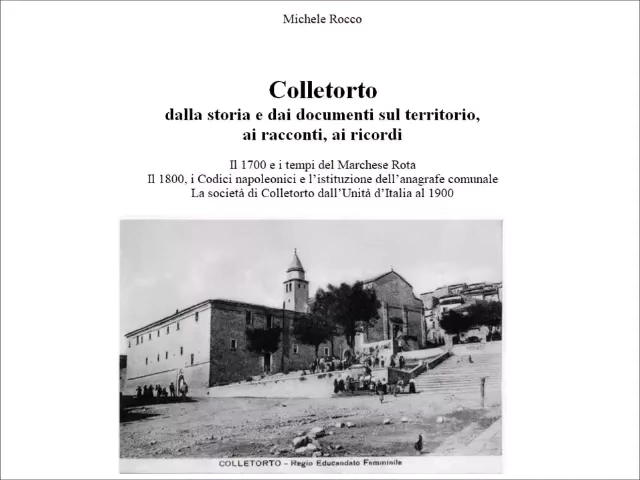 Michele Rocco
Colletorto
dalla storia e dai documenti sul territorio,
ai racconti, ai ricordi
Il 1700 e i tempi del Marchese Rota
Il 1800, i Codici napoleonici e l'istituzione dell'anagrafe comunale
La società di Colletorto dall'Unità d'Italia al 1900
COLLETORTO – Regio Educandato Femminile